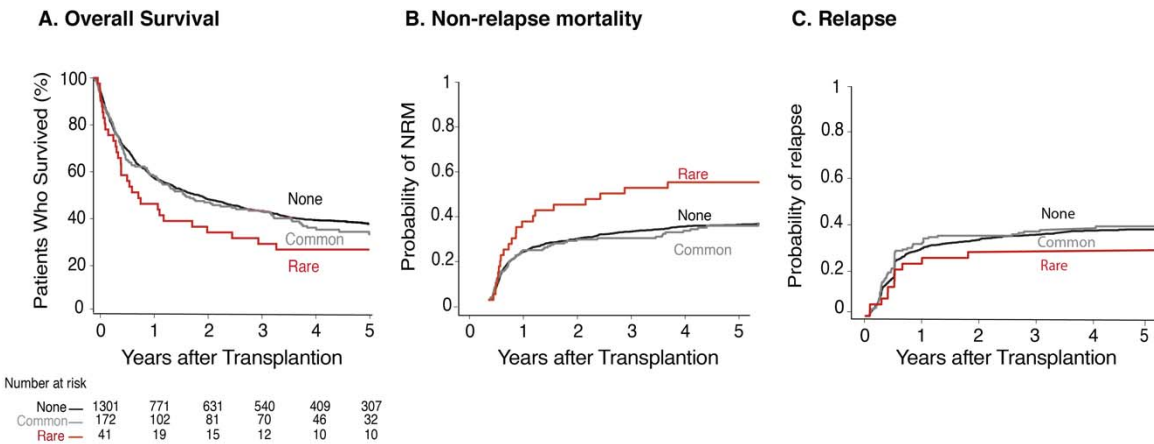 A. Overall Survival
Patients Who Survived (%)
100
80
60
40
20
0
None
Common
Rare
0 1 2 3 4 5
Years after Transplantion
Number at risk
None 1301 771 631 540 409 307
Common 172 102 81 70 46 32
Rare 41 19 15 12 10 10
B. Non-relapse mortality
Probability of NRM
1
0.8
0.6
0.4
0.2
0
Rare
None
Common
0 1 2 3 4 5
Years after Transplantion
C. Relapse
Probability of relapse
1
0.8
0.6
0.4
0.2
0
None
Common
Rare
0 1 2 3 4 5
Years after Transplantion